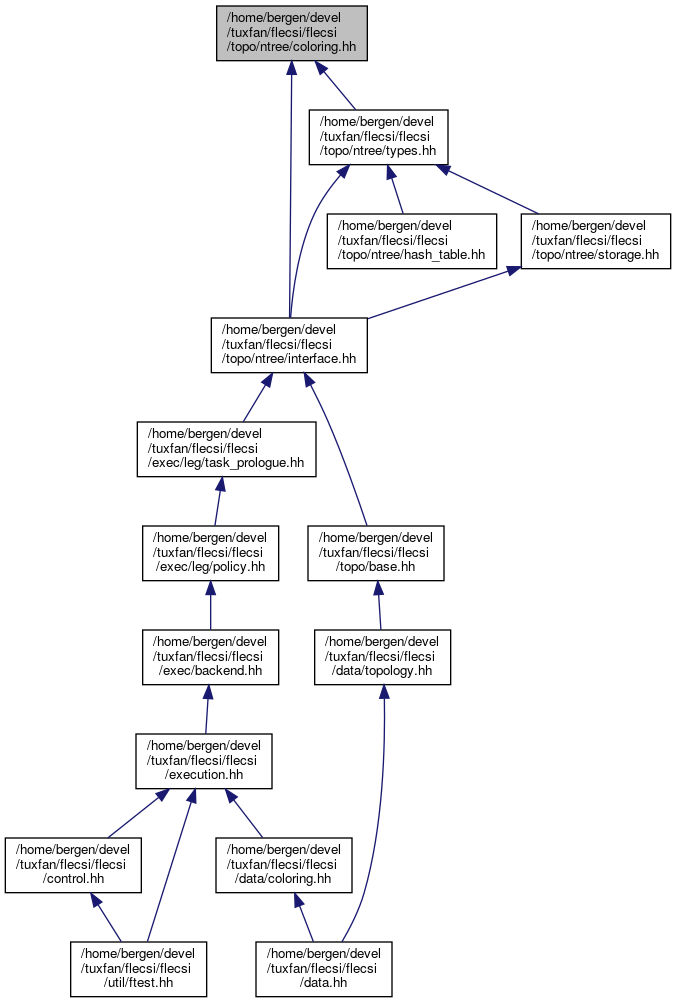 /home/bergen/devel
/tuxfan/flecsi/flecsi
/topo/ntree/coloring.hh
/home/bergen/devel
/tuxfan/flecsi/flecsi
/topo/ntree/types.hh
/home/bergen/devel
/tuxfan/flecsi/flecsi
/topo/ntree/hash_table.hh
/home/bergen/devel
/tuxfan/flecsi/flecsi
/topo/ntree/storage.hh
/home/bergen/devel
/tuxfan/flecsi/flecsi
/topo/ntree/interface.hh
/home/bergen/devel
/tuxfan/flecsi/flecsi
/exec/leg/task_prologue.hh
/home/bergen/devel
/tuxfan/flecsi/flecsi
/exec/leg/policy.hh
/home/bergen/devel
/tuxfan/flecsi/flecsi
/topo/base.hh
/home/bergen/devel
/tuxfan/flecsi/flecsi
/exec/backend.hh
/home/bergen/devel
/tuxfan/flecsi/flecsi
/data/topology.hh
/home/bergen/devel
/tuxfan/flecsi/flecsi
/execution.hh
/home/bergen/devel
/tuxfan/flecsi/flecsi
/control.hh
/home/bergen/devel
/tuxfan/flecsi/flecsi
/data/coloring.hh
/home/bergen/devel
/tuxfan/flecsi/flecsi
/util/ftest.hh
/home/bergen/devel
/tuxfan/flecsi/flecsi
/data.hh